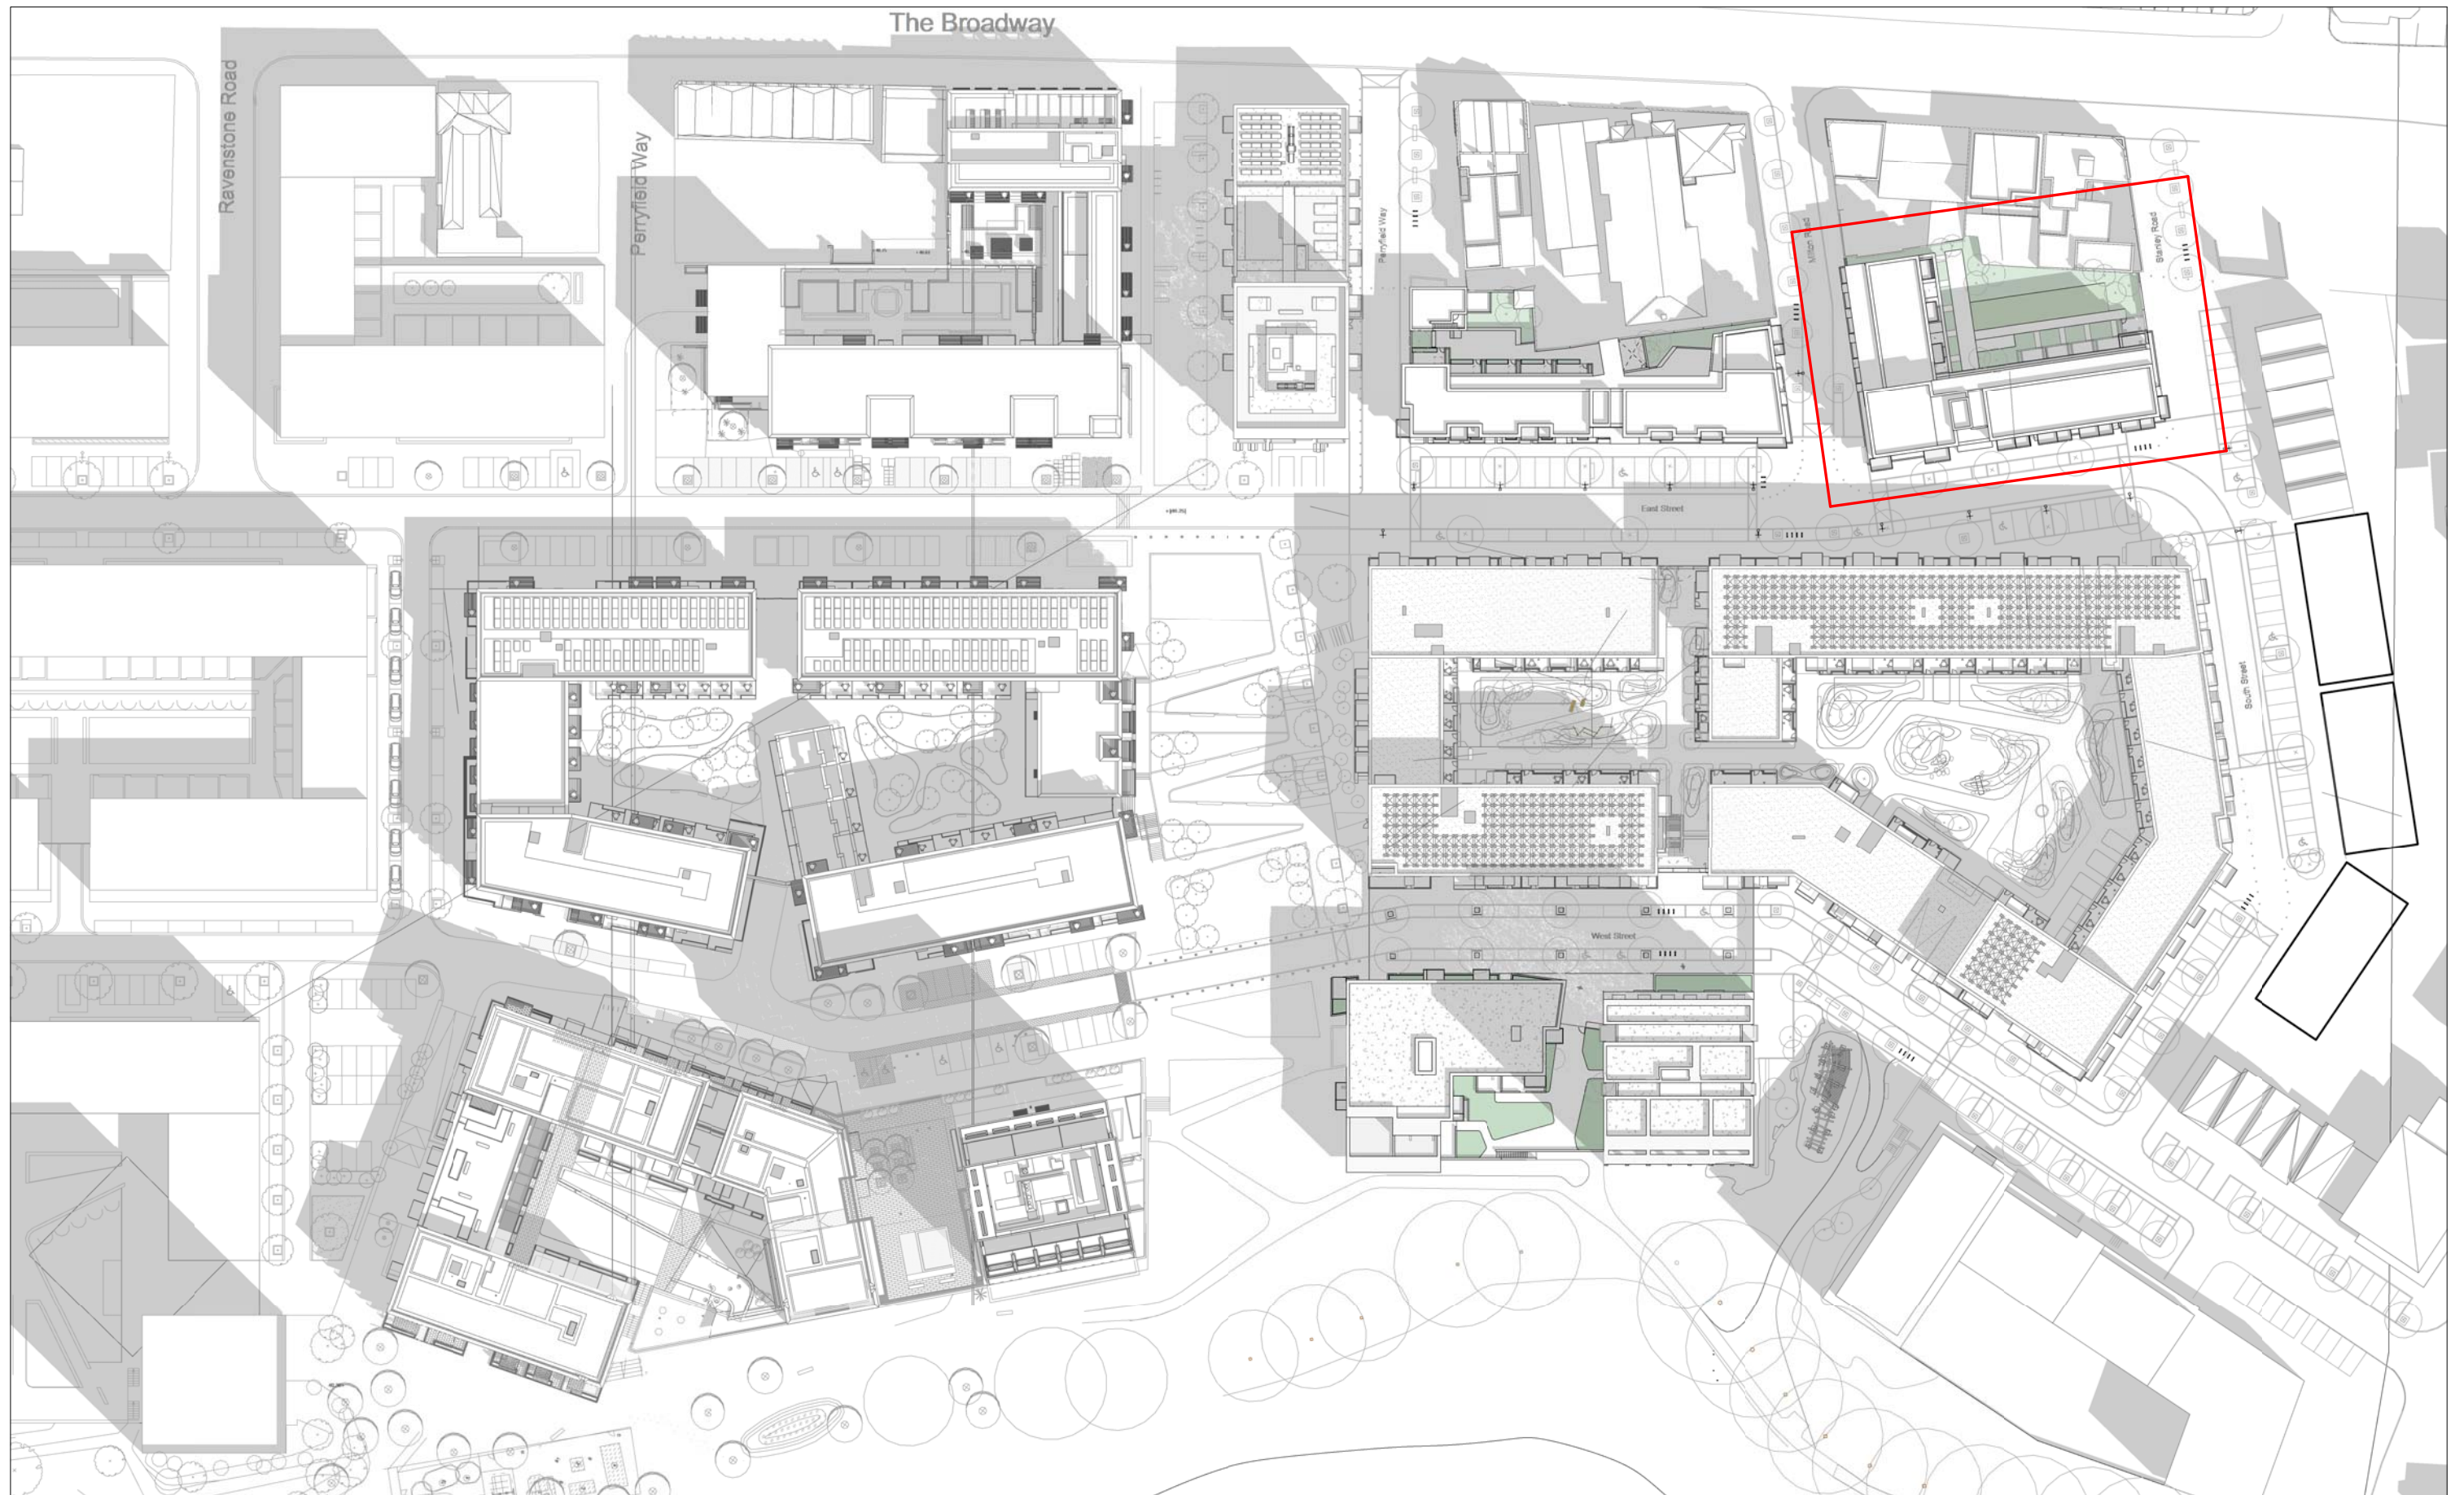 The Broadway
Ravenstone Road
Perryfield Way
Perryfield Way
Milton Road
Stanley Road
East Street
South Street
West Street